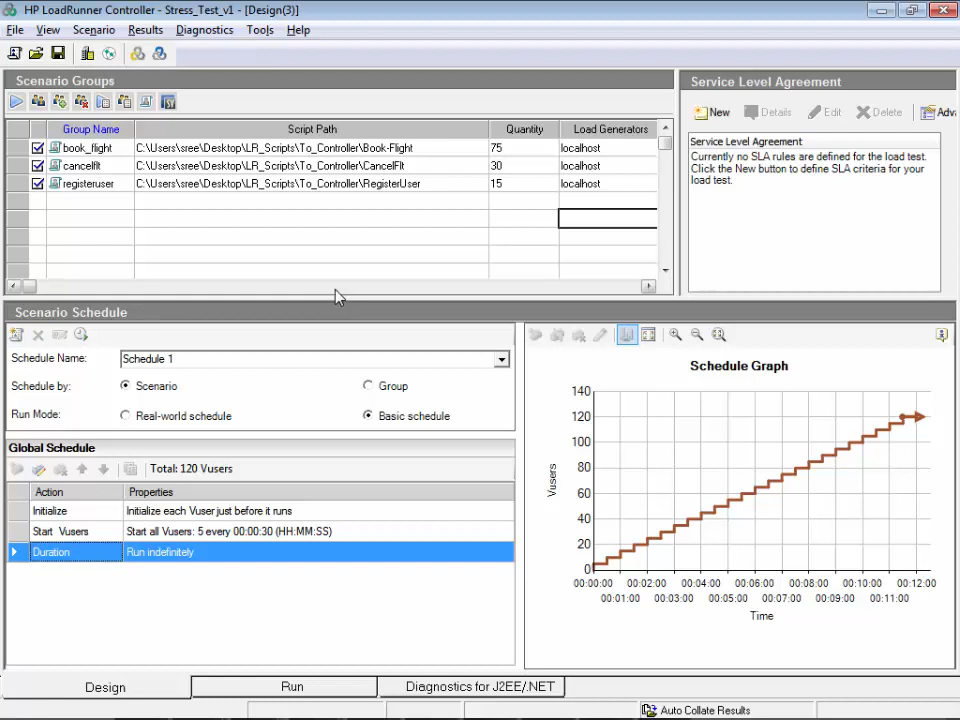 HP LoadRunner Controller - Stress_Test_v1 - [Design(3)]
File View Scenario Results Diagnostics Tools Help
Scenario Groups
Service Level Agreement
New Details Edit Delete
Group Name Script Path Quantity Load Generators
book_flight C:\Users\sree\Desktop\LR_Scripts\To_Controller\Book-Flight 75 localhost
cancelflt C:\Users\sree\Desktop\LR_Scripts\To_Controller\CancelFlt 30 localhost
registeruser C:\Users\sree\Desktop\LR_Scripts\To_Controller\RegisterUser 15 localhost
Service Level Agreement
Currently no SLA rules are defined for the load test.
Click the New button to define SLA criteria for your
load test.
Scenario Schedule
Schedule Name: Schedule 1
Schedule by: Scenario Group
Run Mode: Real-world schedule Basic schedule
Global Schedule
Total: 120 Vusers
Action Properties
Initialize Initialize each Vuser just before it runs
Start Vusers Start all Vusers: 5 every 00:00:30 (HH:MM:SS)
Duration Run indefinitely
Schedule Graph
140
120
100
80
60
40
20
0
Vusers
00:00:00 00:02:00 00:04:00 00:06:00 00:08:00 00:10:00 00:12:00
00:01:00 00:03:00 00:05:00 00:07:00 00:09:00 00:11:00
Time
Design Run Diagnostics for J2EE/.NET
Auto Collate Results